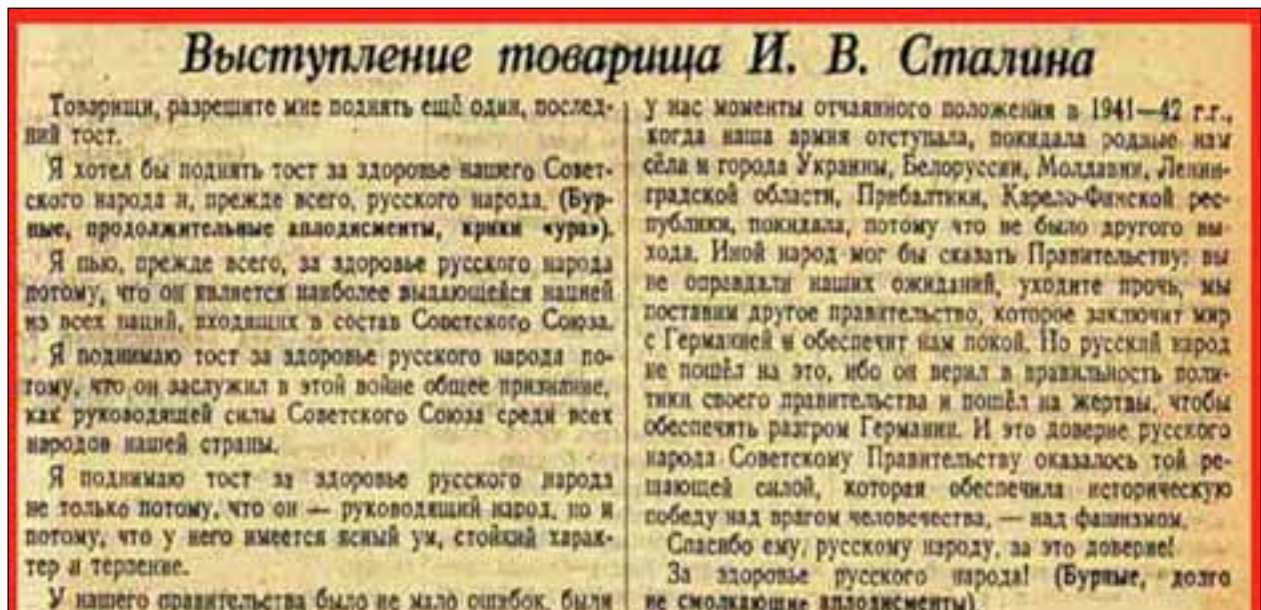 Выступление товарища И. В. Сталина
Товарищи, разрешите мне поднять ещё один, послед-
ний тост.
Я хотел бы поднять тост за здоровье нашего Совет-
ского народа и, прежде всего, русского народа. (Бур-
ные, продолжительные аплодисменты, крики «ура»).
Я пью, прежде всего, за здоровье русского народа
потому, что он является наиболее выдающейся нацией
из всех наций, входящих в состав Советского Союза.
Я поднимаю тост за здоровье русского народа по-
тому, что он заслужил в этой войне общее признание,
как руководящей силы Советского Союза среди всех
народов нашей страны.
Я поднимаю тост за здоровье русского народа
не только потому, что он — руководящий народ, но и
потому, что у него имеется ясный ум, стойкий харак-
тер и терпение.
У нашего правительства было не мало ошибок, были
у нас моменты отчаянного положения в 1941—42 г.г.,
когда наша армия отступала, покидала родные нам
сёла и города Украины, Белоруссии, Молдавии, Ленин-
градской области, Прибалтики, Карело-Финской рес-
публики, покидала, потому что не было другого вы-
хода. Иной народ мог бы сказать Правительству: вы
не оправдали наших ожиданий, уходите прочь, мы
поставим другое правительство, которое заключит мир
с Германией и обеспечит нам покой. Но русский народ
не пошёл на это, ибо он верил в правильность поли-
тики своего правительства и пошёл на жертвы, чтобы
обеспечить разгром Германии. И это доверие русского
народа Советскому Правительству оказалось той ре-
шающей силой, которая обеспечила историческую
победу над врагом человечества, — над фашизмом.
Спасибо ему, русскому народу, за это доверие!
За здоровье русского народа! (Бурные, долго
не смолкающие аплодисменты)